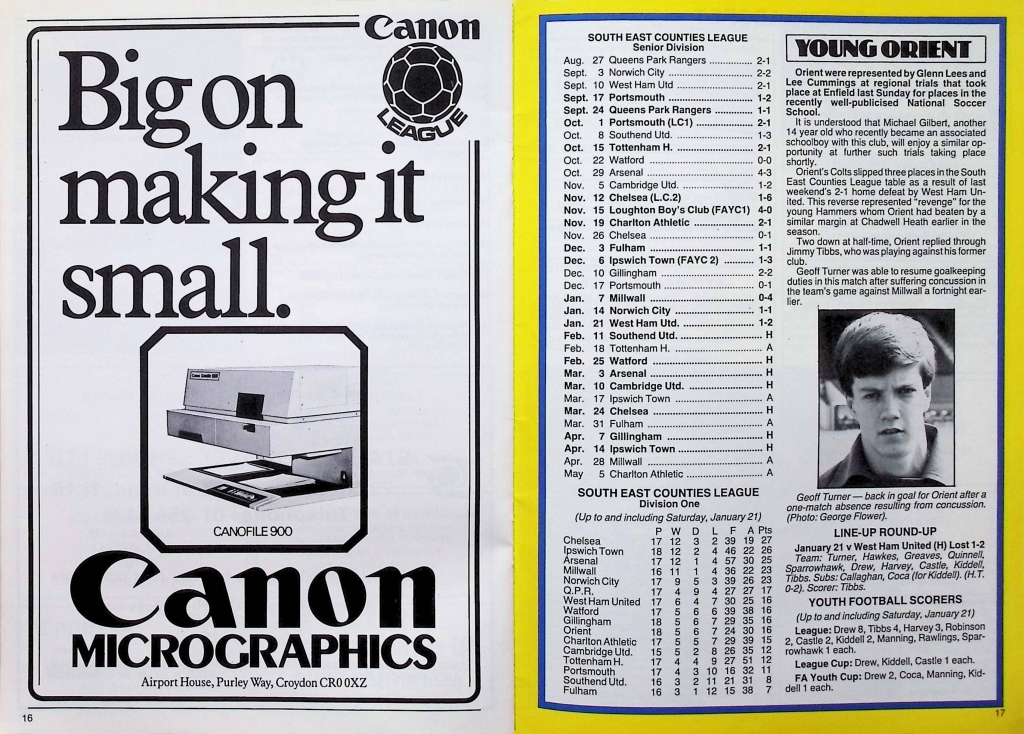 Canon
LEAGUE
Big on
making it
small.
Canon Canofile 900
CANOFILE 900
Canon
MICROGRAPHICS
Airport House, Purley Way, Croydon CR0 0XZ
16
SOUTH EAST COUNTIES LEAGUE
Senior Division
Aug. 27 Queens Park Rangers ............... 2-1
Sept. 3 Norwich City ............... 2-2
Sept. 10 West Ham Utd ............... 2-1
Sept. 17 Portsmouth ............... 1-2
Sept. 24 Queens Park Rangers ............... 1-1
Oct. 1 Portsmouth (LC1) ............... 2-1
Oct. 8 Southend Utd. ............... 1-3
Oct. 15 Tottenham H. ............... 2-1
Oct. 22 Watford ............... 0-0
Oct. 29 Arsenal ............... 4-3
Nov. 5 Cambridge Utd. ............... 1-2
Nov. 12 Chelsea (L.C.2) ............... 1-6
Nov. 15 Loughton Boy's Club (FAYC1) 4-0
Nov. 19 Charlton Athletic ............... 2-1
Nov. 26 Chelsea ............... 0-1
Dec. 3 Fulham ............... 1-1
Dec. 6 Ipswich Town (FAYC 2) ........... 1-3
Dec. 10 Gillingham ............... 2-2
Dec. 17 Portsmouth ............... 0-1
Jan. 7 Millwall ............... 0-4
Jan. 14 Norwich City ............... 1-1
Jan. 21 West Ham Utd. ............... 1-2
Feb. 11 Southend Utd. ............... H
Feb. 18 Tottenham H. ............... A
Feb. 25 Watford ............... H
Mar. 3 Arsenal ............... H
Mar. 10 Cambridge Utd. ............... H
Mar. 17 Ipswich Town ............... A
Mar. 24 Chelsea ............... H
Mar. 31 Fulham ............... A
Apr. 7 Gillingham ............... H
Apr. 14 Ipswich Town ............... H
Apr. 28 Millwall ............... A
May 5 Charlton Athletic ............... A
SOUTH EAST COUNTIES LEAGUE
Division One
(Up to and including Saturday, January 21)
P W D L F A Pts
Chelsea 17 12 3 2 39 19 27
Ipswich Town 18 12 2 4 46 22 26
Arsenal 17 12 1 4 57 30 25
Millwall 16 11 1 4 36 22 23
Norwich City 17 9 5 3 39 26 23
Q.P.R. 17 4 9 4 27 27 17
West Ham United 17 6 4 7 30 25 16
Watford 17 5 6 6 39 38 16
Gillingham 18 5 6 7 29 35 16
Orient 18 5 6 7 24 30 16
Charlton Athletic 17 5 5 7 29 39 15
Cambridge Utd. 15 5 2 8 26 35 12
Tottenham H. 17 4 4 9 27 51 12
Portsmouth 17 4 3 10 16 32 11
Southend Utd. 16 3 2 11 21 31 8
Fulham 16 3 1 12 15 38 7
YOUNG ORIENT
Orient were represented by Glenn Lees and
Lee Cummings at regional trials that took
place at Enfield last Sunday for places in the
recently well-publicised National Soccer
School.
It is understood that Michael Gilbert, another
14 year old who recently became an associated
schoolboy with this club, will enjoy a similar op-
portunity at further such trials taking place
shortly.
Orient's Colts slipped three places in the South
East Counties League table as a result of last
weekend's 2-1 home defeat by West Ham Un-
ited. This reverse represented "revenge" for the
young Hammers whom Orient had beaten by a
similar margin at Chadwell Heath earlier in the
season.
Two down at half-time, Orient replied through
Jimmy Tibbs, who was playing against his former
club.
Geoff Turner was able to resume goalkeeping
duties in this match after suffering concussion in
the team's game against Millwall a fortnight ear-
lier.
Geoff Turner — back in goal for Orient after a
one-match absence resulting from concussion.
(Photo: George Flower).
LINE-UP ROUND-UP
January 21 v West Ham United (H) Lost 1-2
Team: Turner, Hawkes, Greaves, Quinnell,
Sparrowhawk, Drew, Harvey, Castle, Kiddell,
Tibbs. Subs: Callaghan, Coca (for Kiddell). (H.T.
0-2). Scorer: Tibbs.
YOUTH FOOTBALL SCORERS
(Up to and including Saturday, January 21)
League: Drew 8, Tibbs 4, Harvey 3, Robinson
2, Castle 2, Kiddell 2, Manning, Rawlings, Spar-
rowhawk 1 each.
League Cup: Drew, Kiddell, Castle 1 each.
FA Youth Cup: Drew 2, Coca, Manning, Kid-
dell 1 each.
17